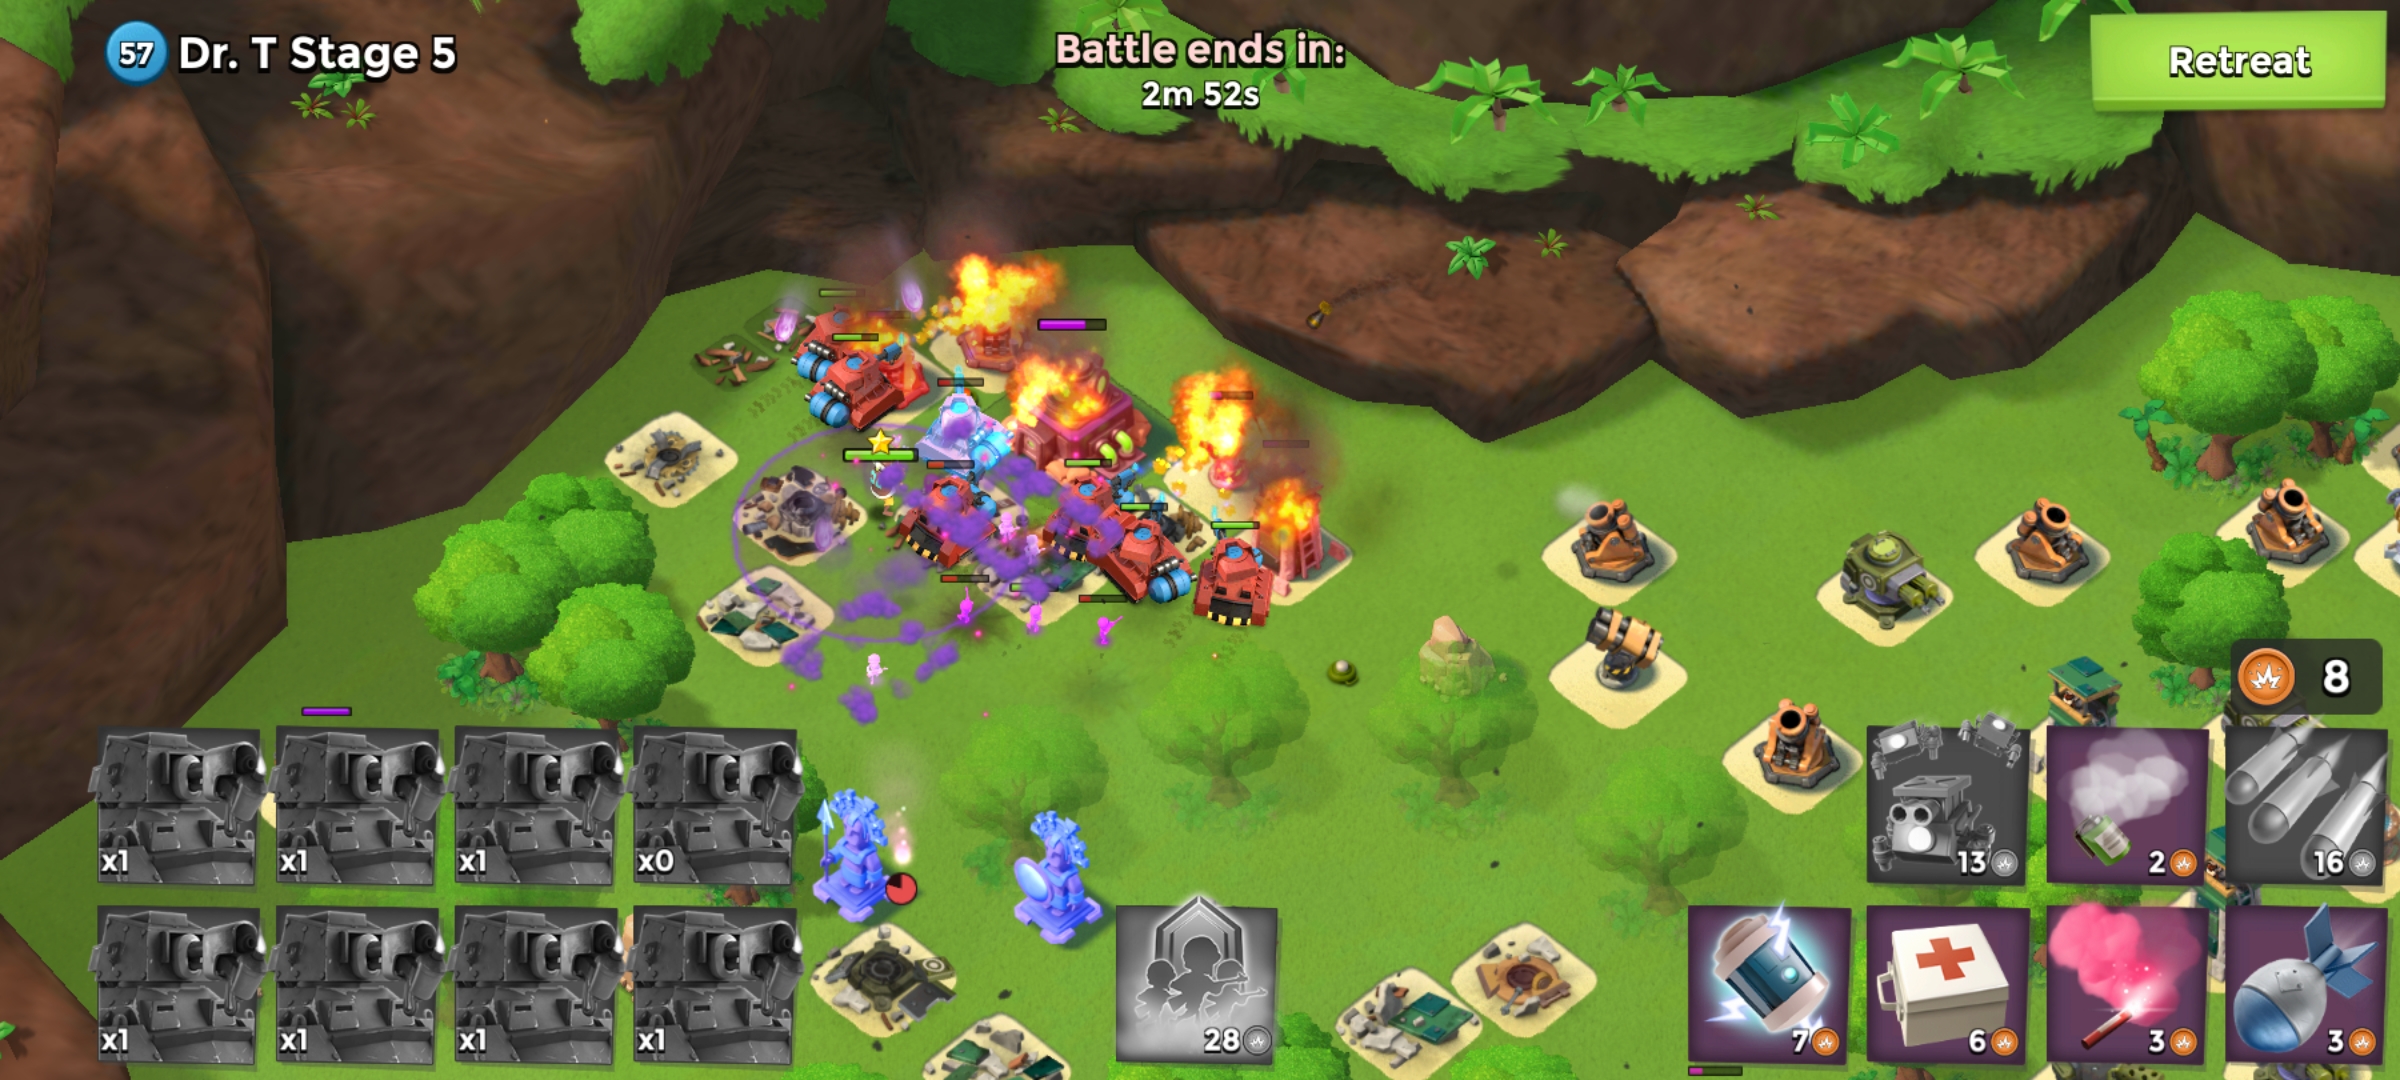 57 Dr. T Stage 5
Battle ends in:
2m 52s
Retreat
8
x1
x1
x1
x0
13
2
16
x1
x1
x1
x1
28
7
6
3
3